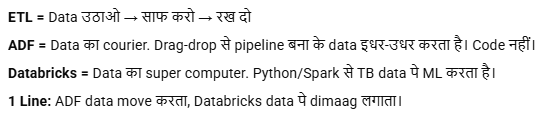 ETL = Data उठाओ → साफ करो → रख दो
ADF = Data का courier. Drag-drop से pipeline बना के data इधर-उधर करता है। Code नहीं।
Databricks = Data का super computer. Python/Spark से TB data पे ML करता है।
1 Line: ADF data move करता, Databricks data पे dimaag लगाता।